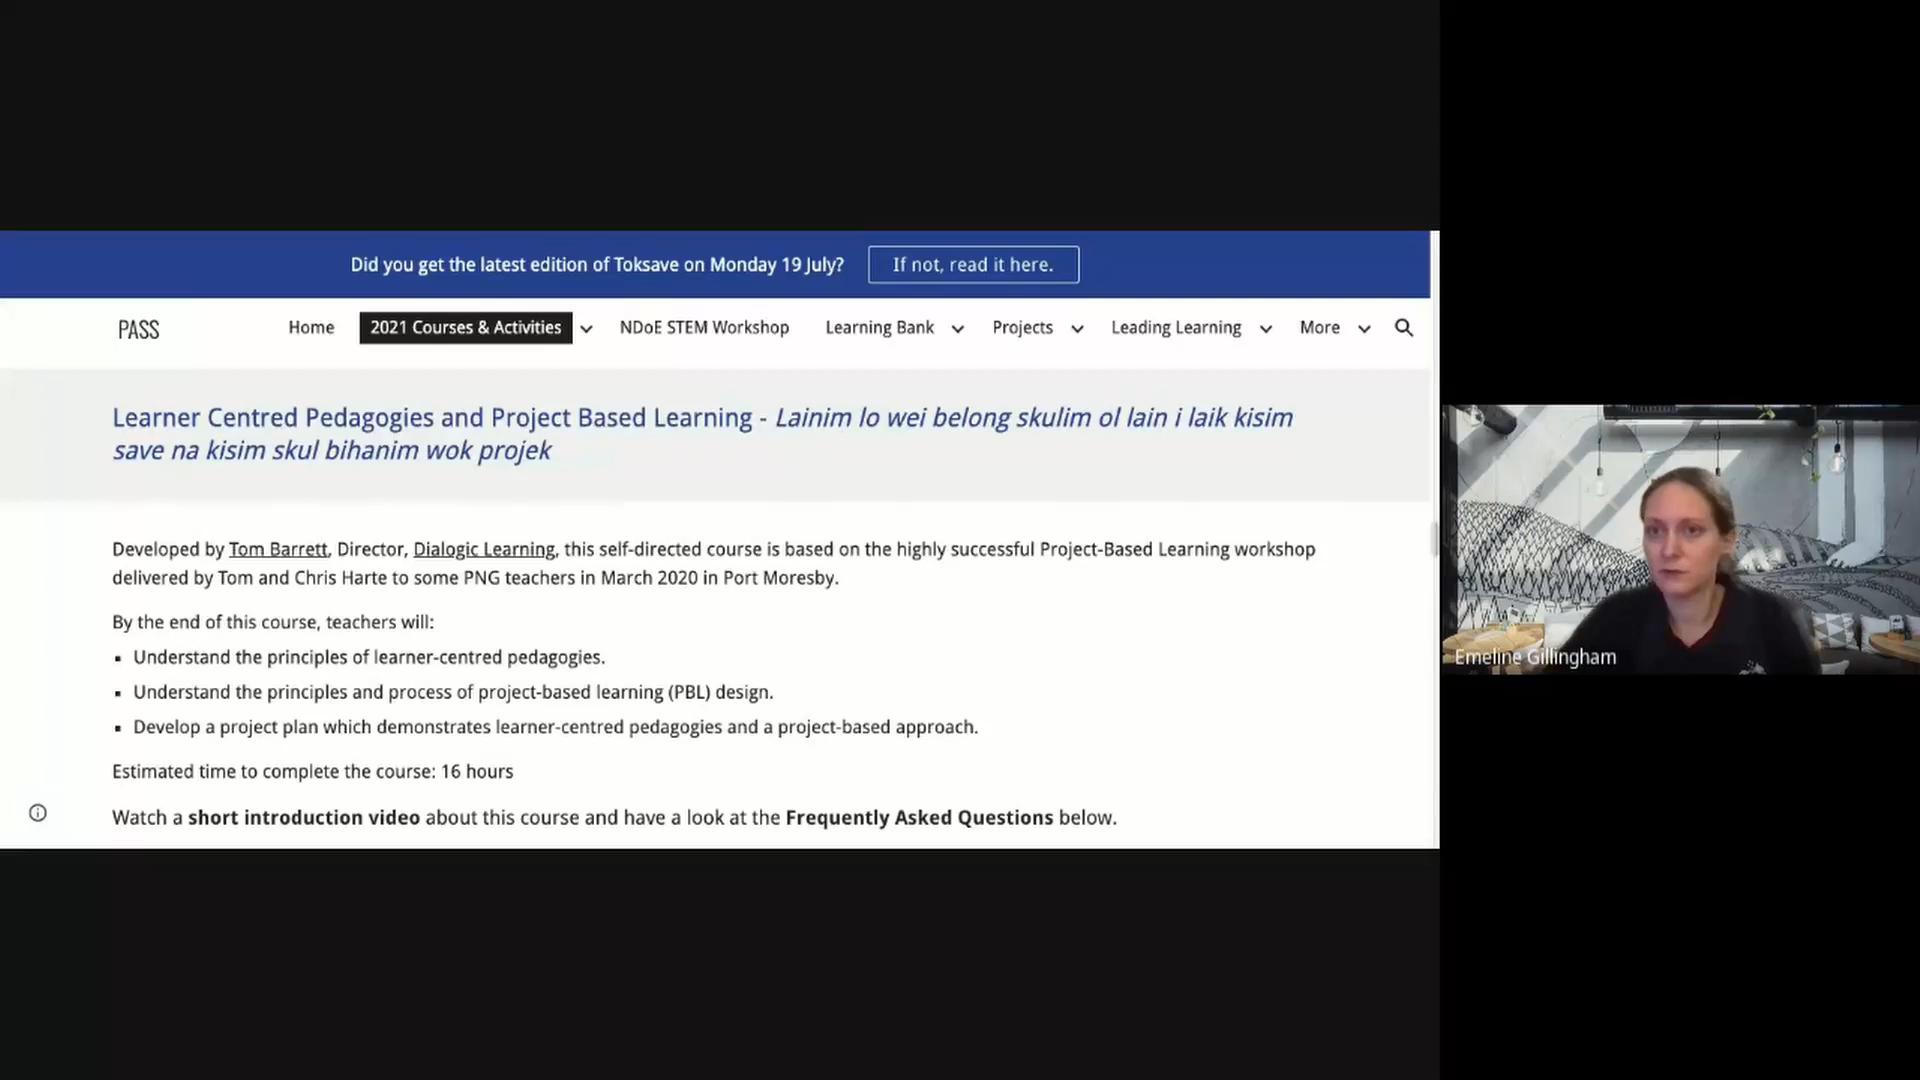 Did you get the latest edition of Toksave on Monday 19 July?
If not, read it here.
PASS
Home
2021 Courses & Activities
NDoE STEM Workshop
Learning Bank
Projects
Leading Learning
More
Learner Centred Pedagogies and Project Based Learning - Lainim lo wei belong skulim ol lain i laik kisim
save na kisim skul bihanim wok projek
Developed by Tom Barrett, Director, Dialogic Learning, this self-directed course is based on the highly successful Project-Based Learning workshop
delivered by Tom and Chris Harte to some PNG teachers in March 2020 in Port Moresby.
By the end of this course, teachers will:
▪ Understand the principles of learner-centred pedagogies.
▪ Understand the principles and process of project-based learning (PBL) design.
▪ Develop a project plan which demonstrates learner-centred pedagogies and a project-based approach.
Estimated time to complete the course: 16 hours
Watch a short introduction video about this course and have a look at the Frequently Asked Questions below.
Emeline Gillingham